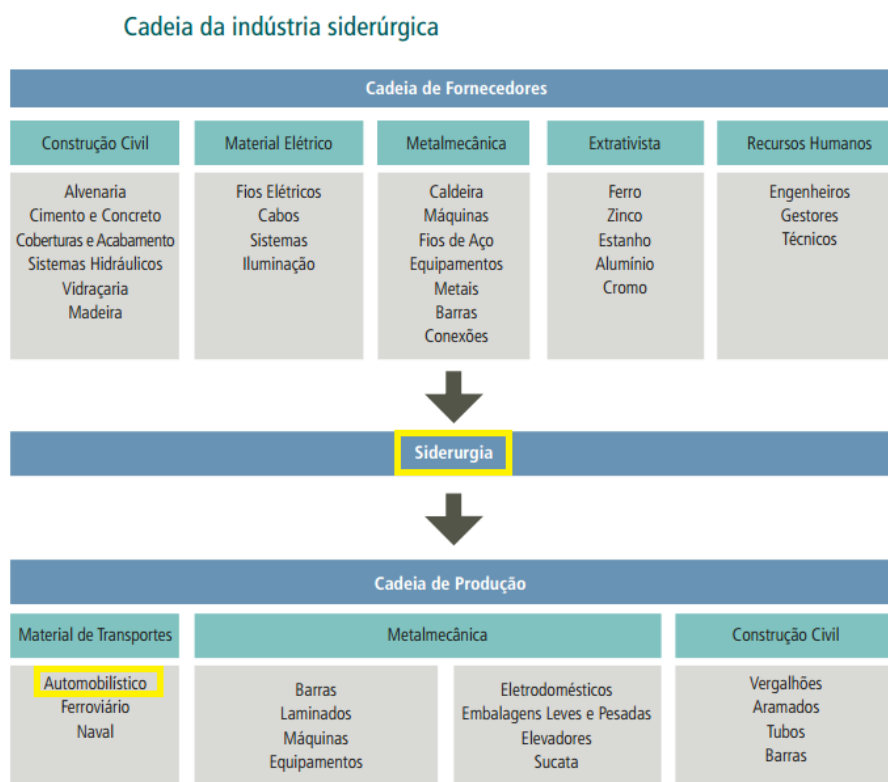 Cadeia da indústria siderúrgica
Cadeia de Fornecedores
Construção Civil
Alvenaria
Cimento e Concreto
Coberturas e Acabamento
Sistemas Hidráulicos
Vidraçaria
Madeira
Material Elétrico
Fios Elétricos
Cabos
Sistemas
Iluminação
Metalmecânica
Caldeira
Máquinas
Fios de Aço
Equipamentos
Metais
Barras
Conexões
Extrativista
Ferro
Zinco
Estanho
Alumínio
Cromo
Recursos Humanos
Engenheiros
Gestores
Técnicos
Siderurgia
Cadeia de Produção
Material de Transportes
Automobilístico
Ferroviário
Naval
Metalmecânica
Barras
Laminados
Máquinas
Equipamentos
Eletrodomésticos
Embalagens Leves e Pesadas
Elevadores
Sucata
Construção Civil
Vergalhões
Aramados
Tubos
Barras